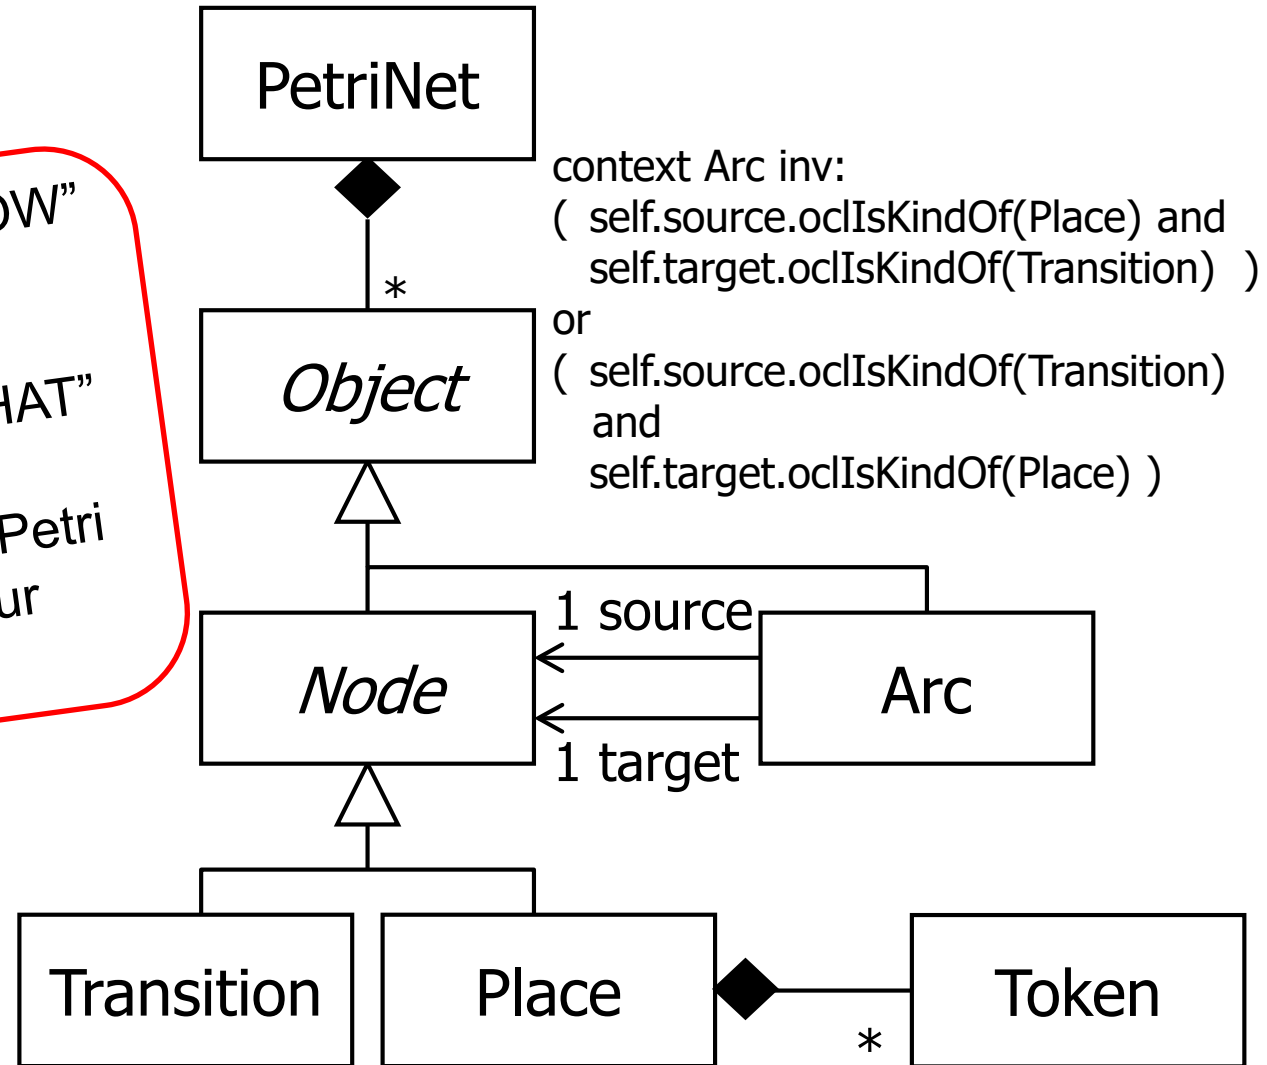 PetriNet
context Arc inv:
( self.source.oclIsKindOf(Place) and
self.target.oclIsKindOf(Transition) )
or
( self.source.oclIsKindOf(Transition)
and
self.target.oclIsKindOf(Place) )
*
Object
Petri
1 source
Node
Arc
1 target
Transition
Place
Token
*